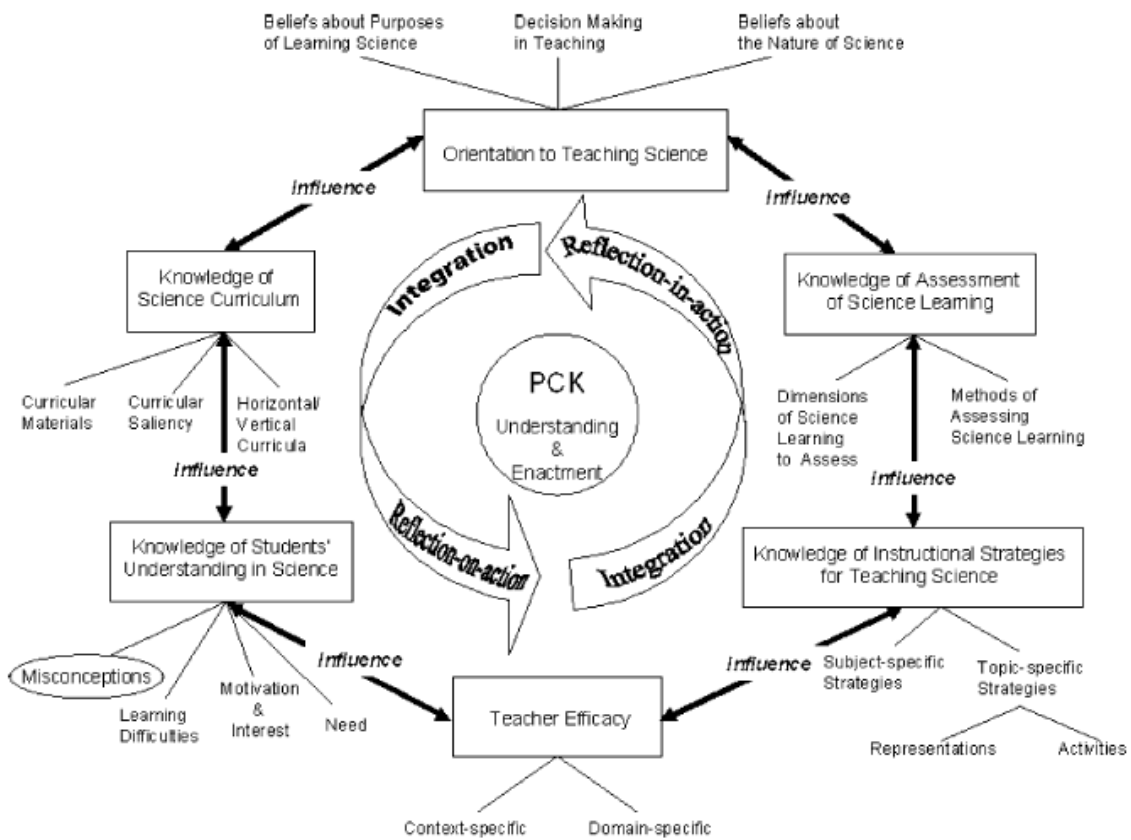 Beliefs about Purposes
of Learning Science
Decision Making
in Teaching
Beliefs about
the Nature of Science
Orientation to Teaching Science
Influence
Influence
Integration
Reflection-in-action
Knowledge of
Science Curriculum
Knowledge of Assessment
of Science Learning
PCK
Understanding
&
Enactment
Curricular
Materials
Curricular
Saliency
Horizontal/
Vertical
Curricula
Dimensions
of Science
Learning
to Assess
Methods of
Assessing
Science Learning
Influence
Influence
Knowledge of Students'
Understanding in Science
Reflection-on-action
Integration
Knowledge of Instructional Strategies
for Teaching Science
Misconceptions
Learning
Difficulties
Motivation
&
Interest
Need
Influence
Influence
Subject-specific
Strategies
Topic-specific
Strategies
Teacher Efficacy
Representations
Activities
Context-specific
Domain-specific